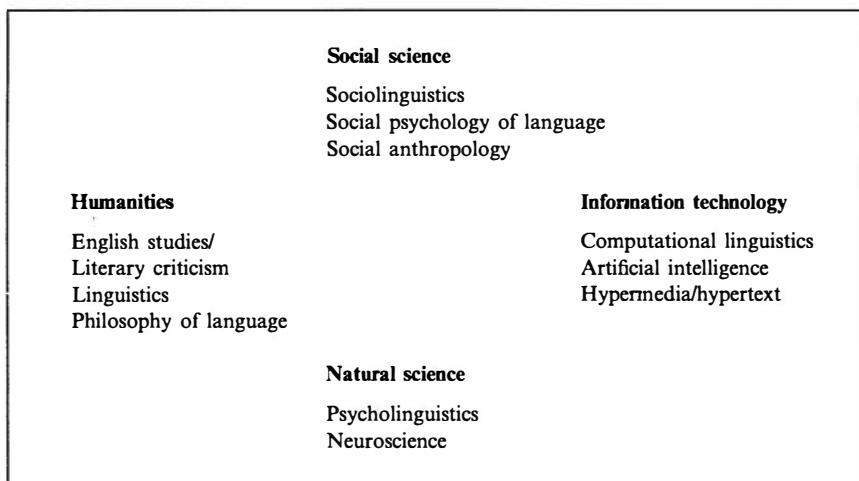 Social science
Sociolinguistics
Social psychology of language
Social anthropology
Humanities
English studies/
Literary criticism
Linguistics
Philosophy of language
Information technology
Computational linguistics
Artificial intelligence
Hypermedia/hypertext
Natural science
Psycholinguistics
Neuroscience